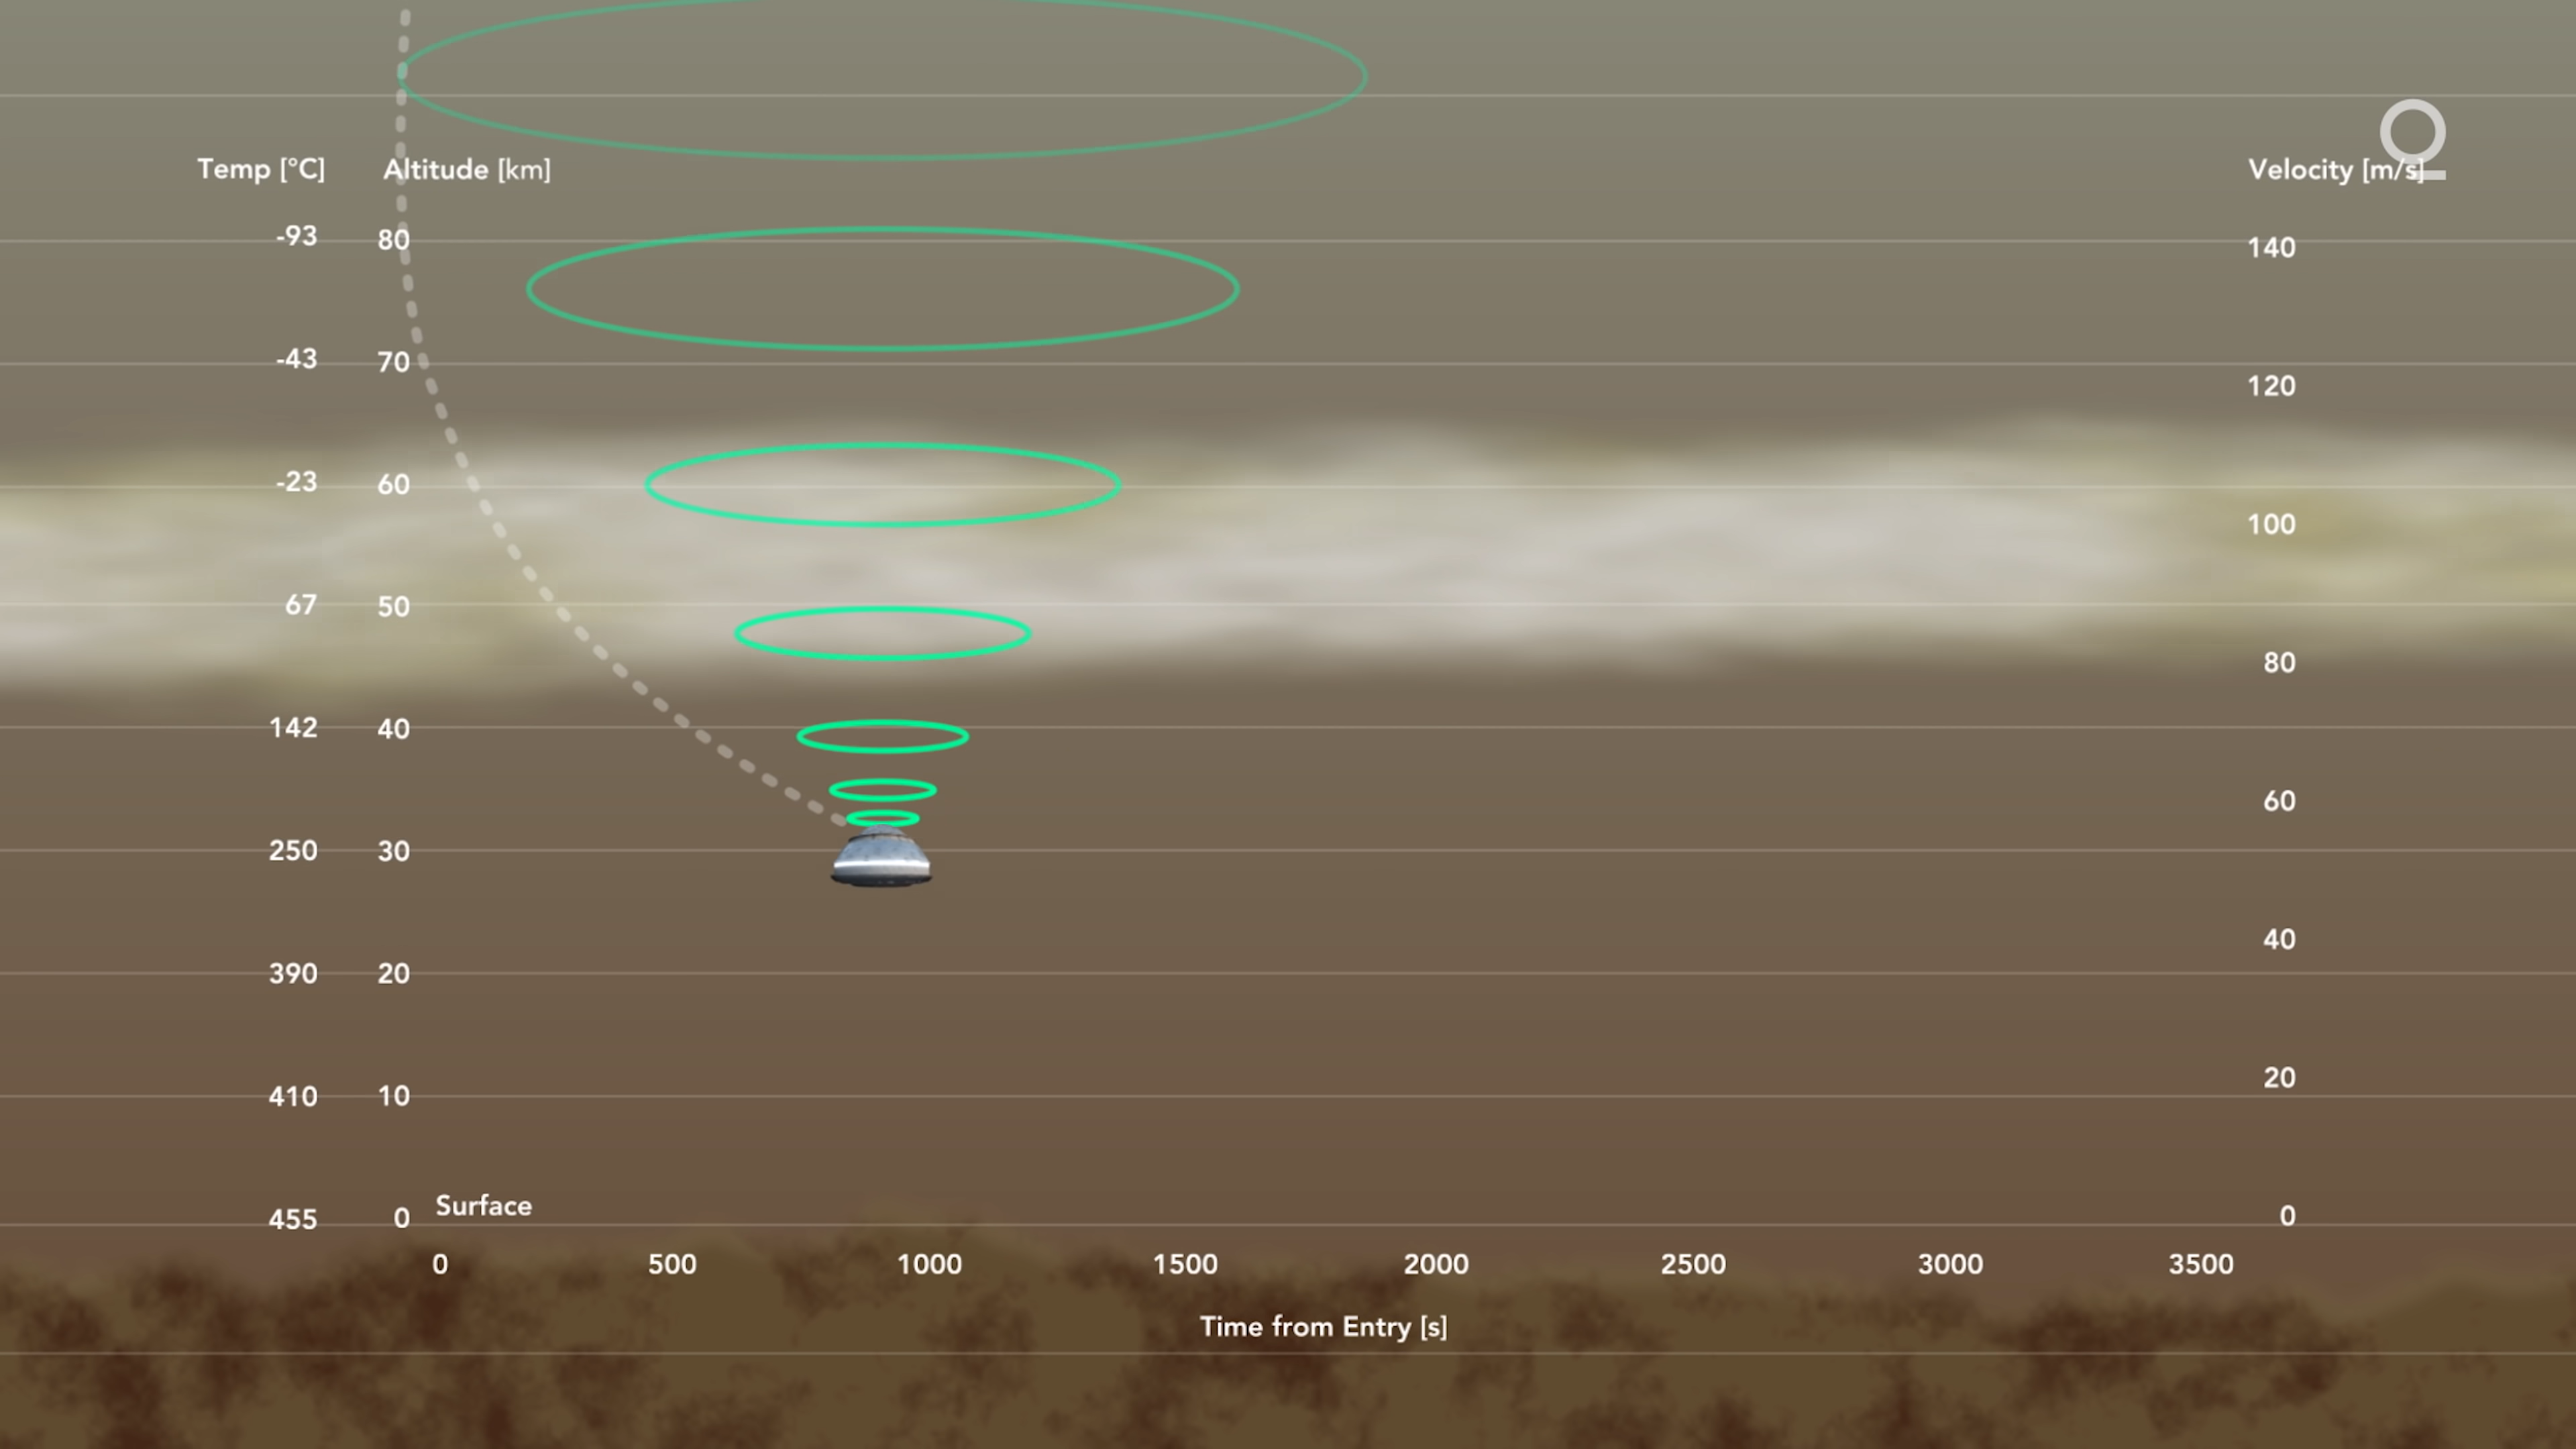 Temp [°C] Altitude [km] Velocity [m/s]
-93 80 140
-43 70 120
-23 60 100
67 50 80
142 40 60
250 30 40
390 20 20
410 10
455 0 Surface 0
0 500 1000 1500 2000 2500 3000 3500
Time from Entry [s]